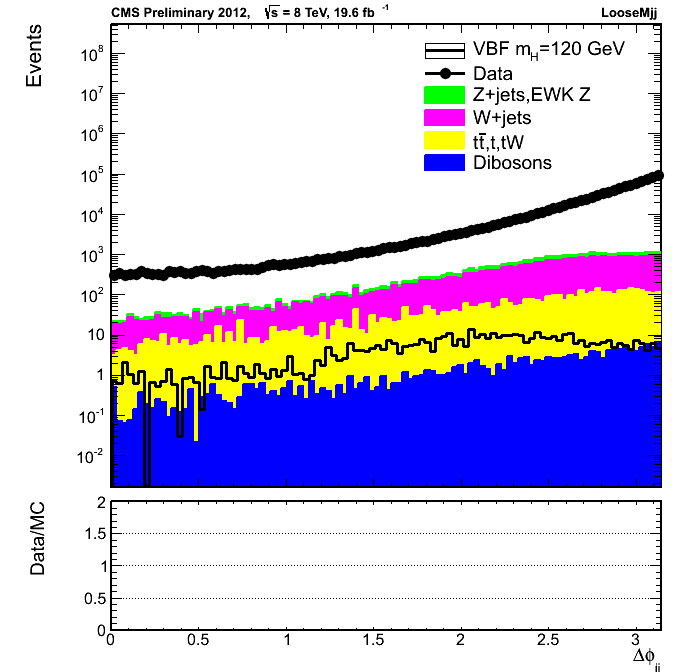 CMS Preliminary 2012, √s = 8 TeV, 19.6 fb⁻¹ LooseMjj
Events
10⁸
10⁷
10⁶
10⁵
10⁴
10³
10²
10
1
10⁻¹
10⁻²
VBF m_H=120 GeV
Data
Z+jets,EWK Z
W+jets
tt̄,t,tW
Dibosons
Data/MC
2
1.5
1
0.5
0
0 0.5 1 1.5 2 2.5 3
Δϕ_jj